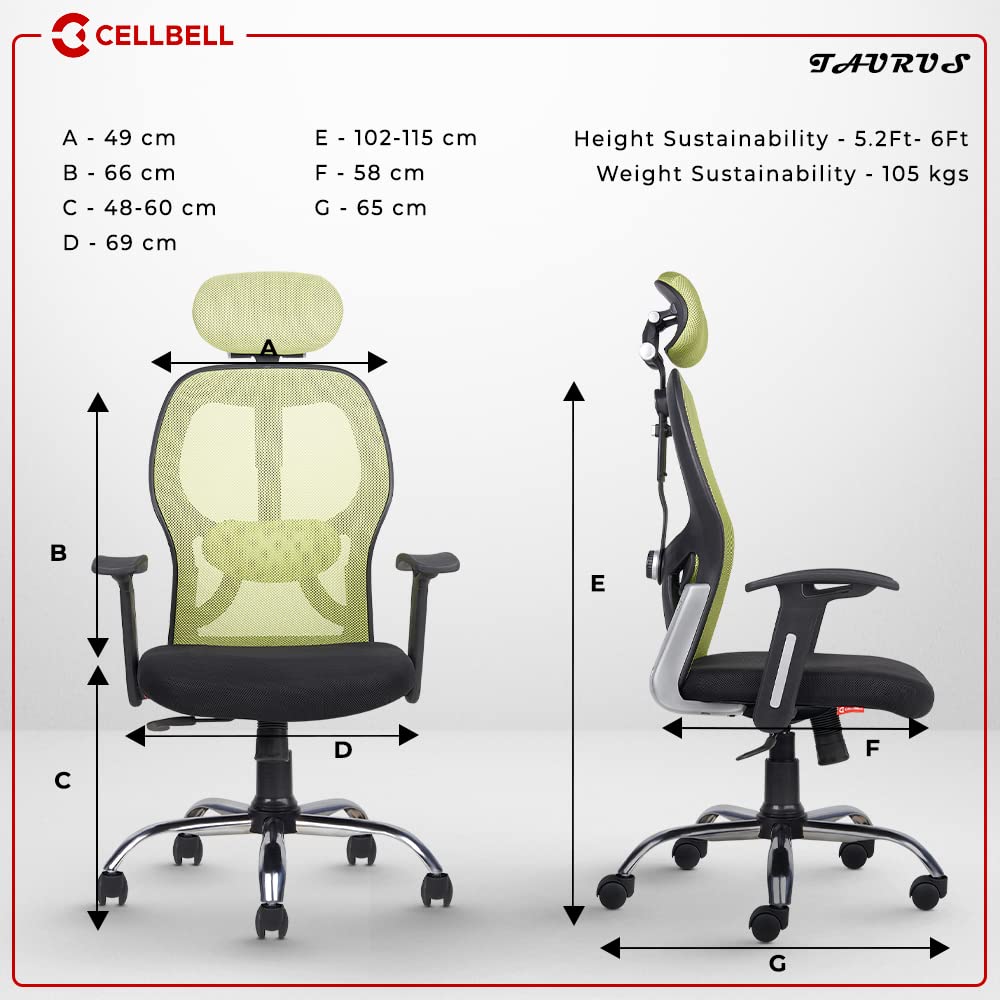 CELLBELL
TAURUS
A - 49 cm
B - 66 cm
C - 48-60 cm
D - 69 cm
E - 102-115 cm
F - 58 cm
G - 65 cm
Height Sustainability - 5.2Ft- 6Ft
Weight Sustainability - 105 kgs
A
B
C
D
E
F
G